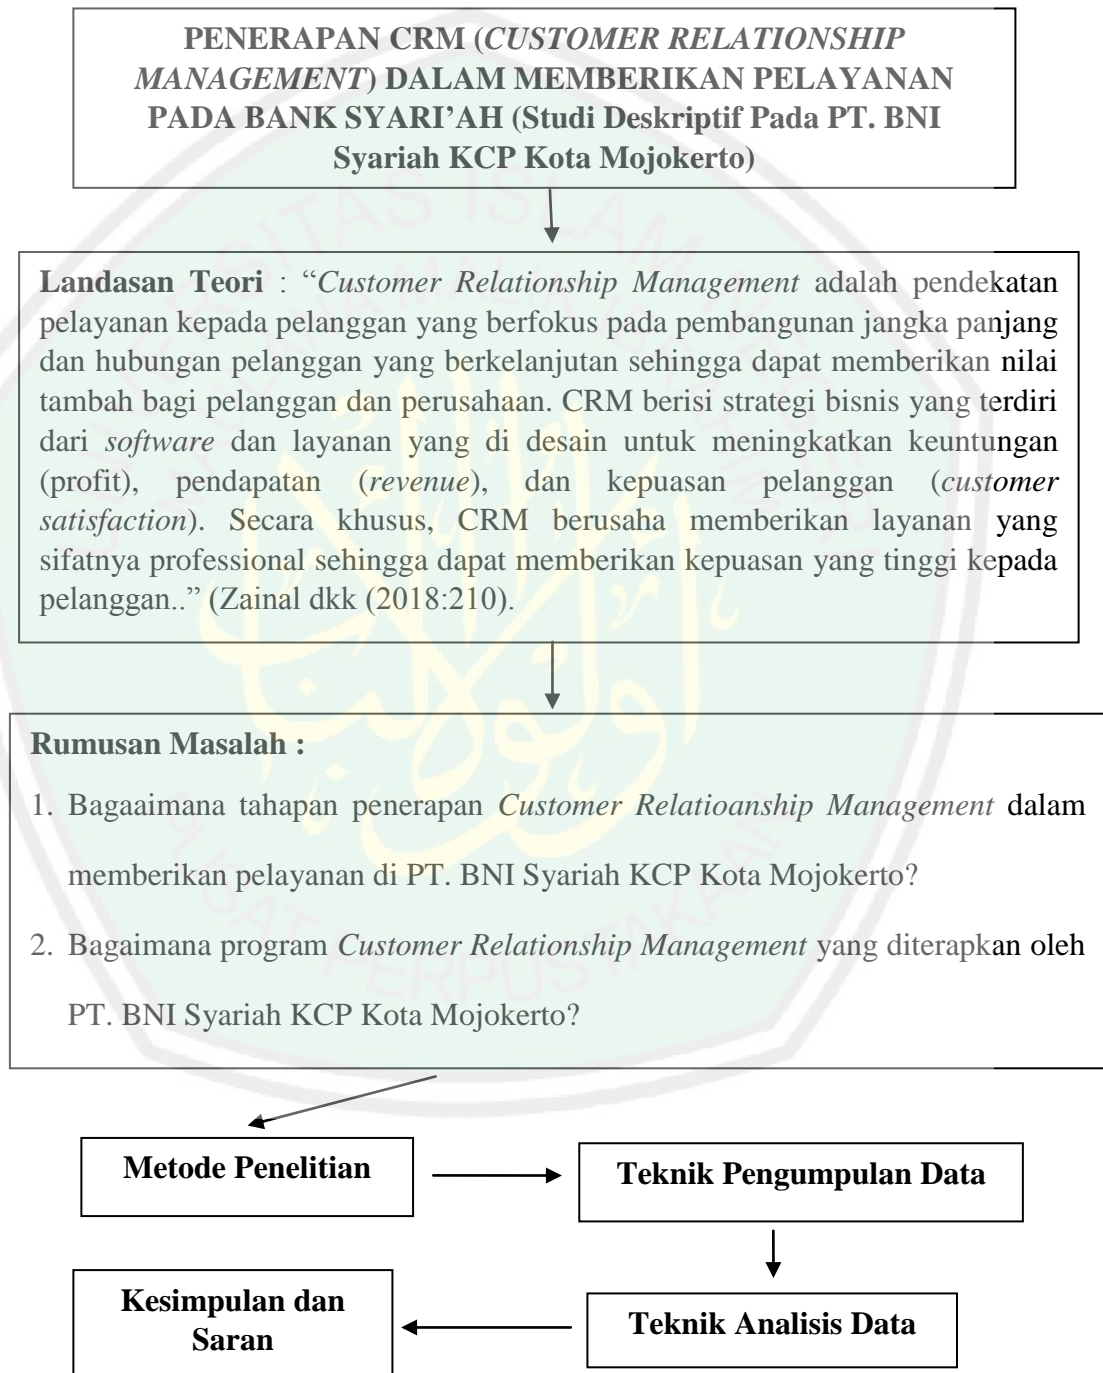 PENERAPAN CRM (CUSTOMER RELATIONSHIP
MANAGEMENT) DALAM MEMBERIKAN PELAYANAN
PADA BANK SYARI’AH (Studi Deskriptif Pada PT. BNI
Syariah KCP Kota Mojokerto)
Landasan Teori : “Customer Relationship Management adalah pendekatan
pelayanan kepada pelanggan yang berfokus pada pembangunan jangka panjang
dan hubungan pelanggan yang berkelanjutan sehingga dapat memberikan nilai
tambah bagi pelanggan dan perusahaan. CRM berisi strategi bisnis yang terdiri
dari software dan layanan yang di desain untuk meningkatkan keuntungan
(profit), pendapatan (revenue), dan kepuasan pelanggan (customer
satisfaction). Secara khusus, CRM berusaha memberikan layanan yang
sifatnya professional sehingga dapat memberikan kepuasan yang tinggi kepada
pelanggan..” (Zainal dkk (2018:210).
Rumusan Masalah :
1. Bagaaimana tahapan penerapan Customer Relatioanship Management dalam
memberikan pelayanan di PT. BNI Syariah KCP Kota Mojokerto?
2. Bagaimana program Customer Relationship Management yang diterapkan oleh
PT. BNI Syariah KCP Kota Mojokerto?
Metode Penelitian
Teknik Pengumpulan Data
Kesimpulan dan
Saran
Teknik Analisis Data
PUSAT PERPUSTAKAAN